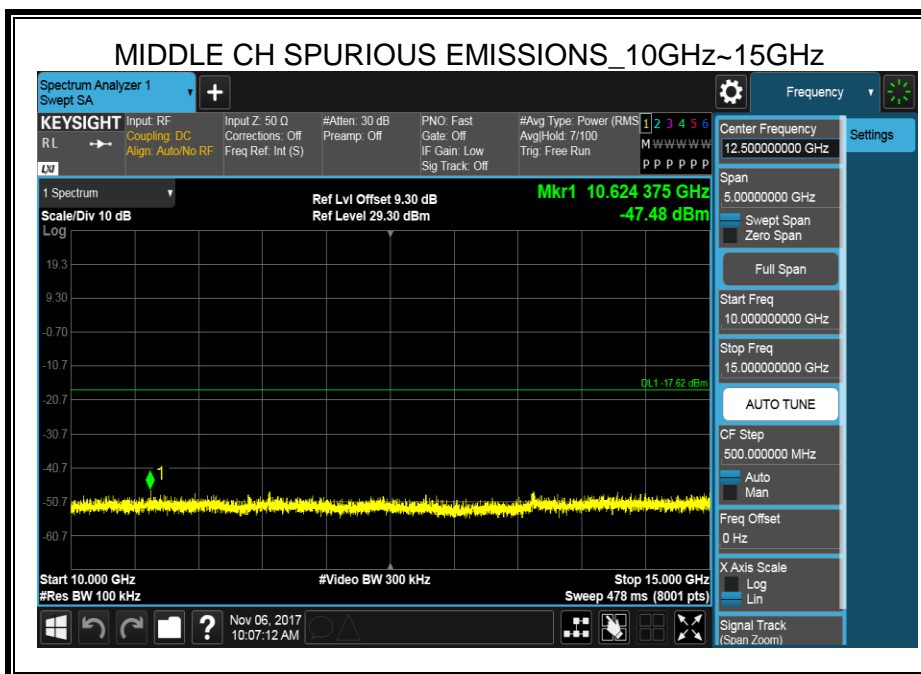 MIDDLE CH SPURIOUS EMISSIONS_10GHz~15GHz
Spectrum Analyzer 1
Swept SA
+
Frequency
KEYSIGHT
RL
LXI
Input: RF
Coupling: DC
Align: Auto/No RF
Input Z: 50 Ω
Corrections: Off
Freq Ref: Int (S)
#Atten: 30 dB
Preamp: Off
PNO: Fast
Gate: Off
IF Gain: Low
Sig Track: Off
#Avg Type: Power (RMS
Avg|Hold: 7/100
Trig: Free Run
1 2 3 4 5 6
M W W W W W
P P P P P P
1 Spectrum
Scale/Div 10 dB
Ref Lvl Offset 9.30 dB
Ref Level 29.30 dBm
Mkr1 10.624 375 GHz
-47.48 dBm
Log
19.3
9.30
-0.70
-10.7
DL1 -17.62 dBm
-20.7
-30.7
-40.7
1
-50.7
-60.7
Start 10.000 GHz
#Video BW 300 kHz
Stop 15.000 GHz
#Res BW 100 kHz
Sweep 478 ms (8001 pts)
?
Nov 06, 2017
10:07:12 AM
Center Frequency
12.500000000 GHz
Settings
Span
5.00000000 GHz
Swept Span
Zero Span
Full Span
Start Freq
10.000000000 GHz
Stop Freq
15.000000000 GHz
AUTO TUNE
CF Step
500.000000 MHz
Auto
Man
Freq Offset
0 Hz
X Axis Scale
Log
Lin
Signal Track
(Span Zoom)